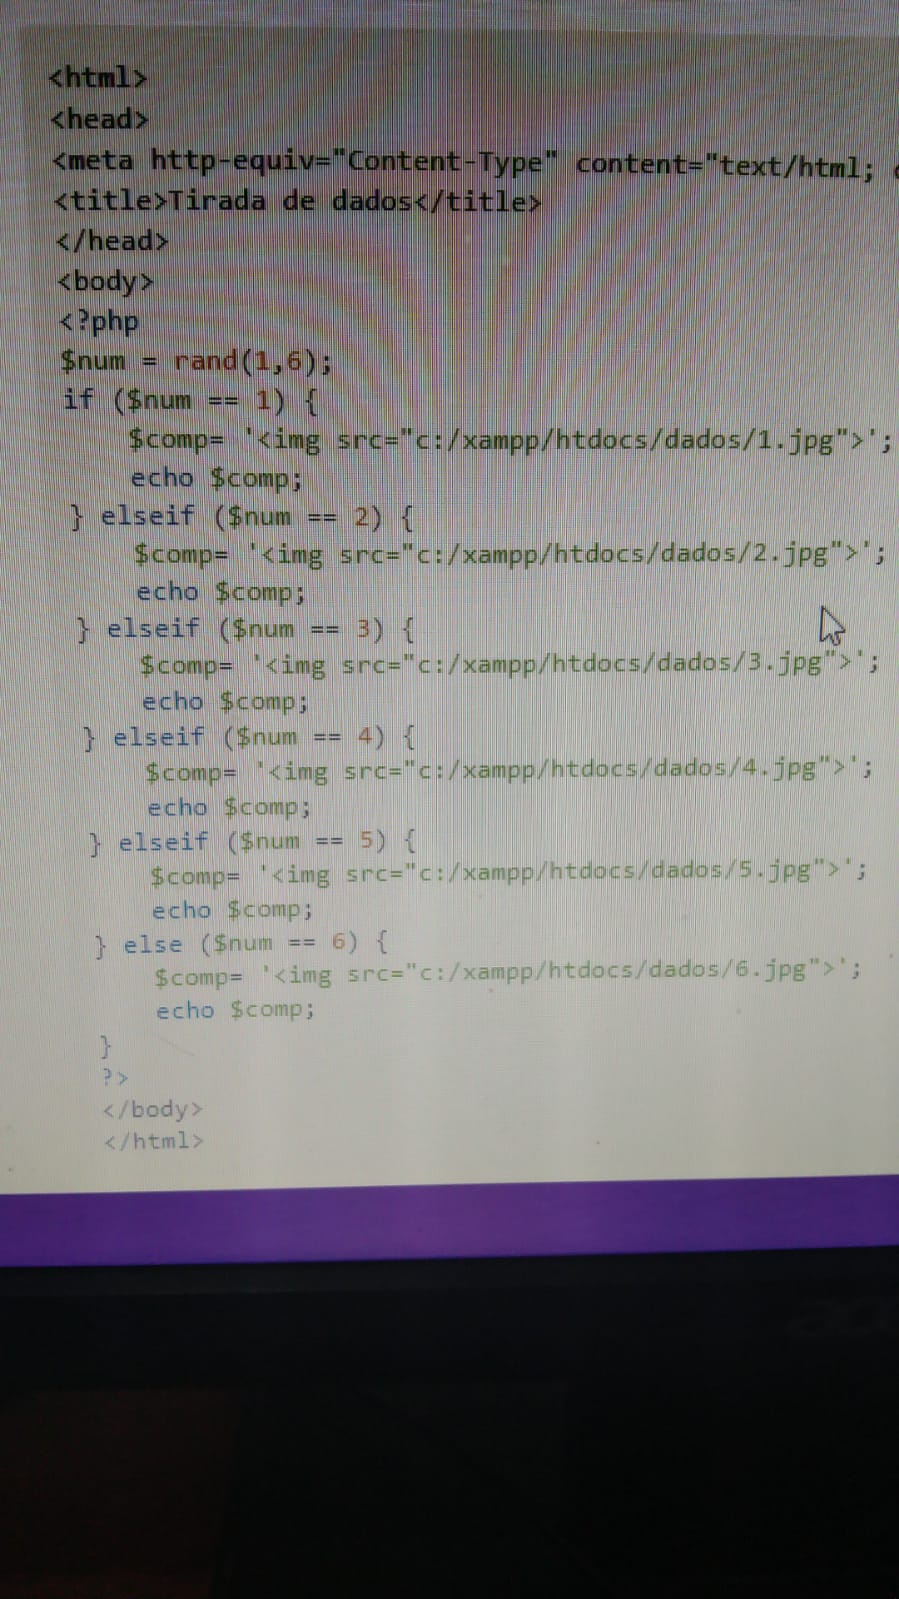 <html>
<head>
<meta http-equiv="Content-Type" content="text/html;
<title>Tirada de dados</title>
</head>
<body>
<?php
$num = rand(1,6);
if ($num == 1) {
$comp= '<img src="c:/xampp/htdocs/dados/1.jpg">';
echo $comp;
} elseif ($num == 2) {
$comp= '<img src="c:/xampp/htdocs/dados/2.jpg">';
echo $comp;
} elseif ($num == 3) {
$comp= '<img src="c:/xampp/htdocs/dados/3.jpg">';
echo $comp;
} elseif ($num == 4) {
$comp= '<img src="c:/xampp/htdocs/dados/4.jpg">';
echo $comp;
} elseif ($num == 5) {
$comp= '<img src="c:/xampp/htdocs/dados/5.jpg">';
echo $comp;
} else ($num == 6) {
$comp= '<img src="c:/xampp/htdocs/dados/6.jpg">';
echo $comp;
}
?>
</body>
</html>